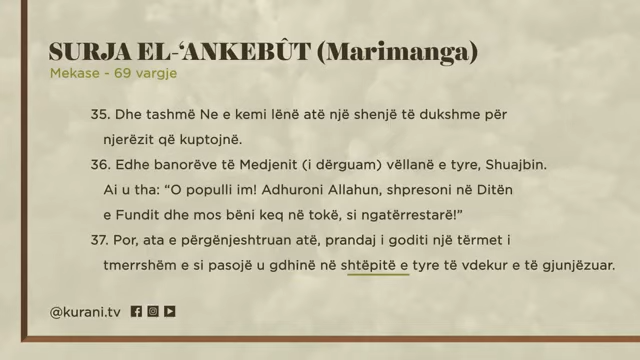 SURJA EL-‘ANKEBÛT (Marimanga)
Mekase - 69 vargje
35. Dhe tashmë Ne e kemi lënë atë një shenjë të dukshme për
njerëzit që kuptojnë.
36. Edhe banorëve të Medjenit (i dërguam) vëllanë e tyre, Shuajbin.
Ai u tha: “O populli im! Adhuroni Allahun, shpresoni në Ditën
e Fundit dhe mos bëni keq në tokë, si ngatërrestarë!”
37. Por, ata e përgënjeshtruan atë, prandaj i goditi një tërmet i
tmerrshëm e si pasojë u gdhinë në shtëpitë e tyre të vdekur e të gjunjëzuar.
@kurani.tv